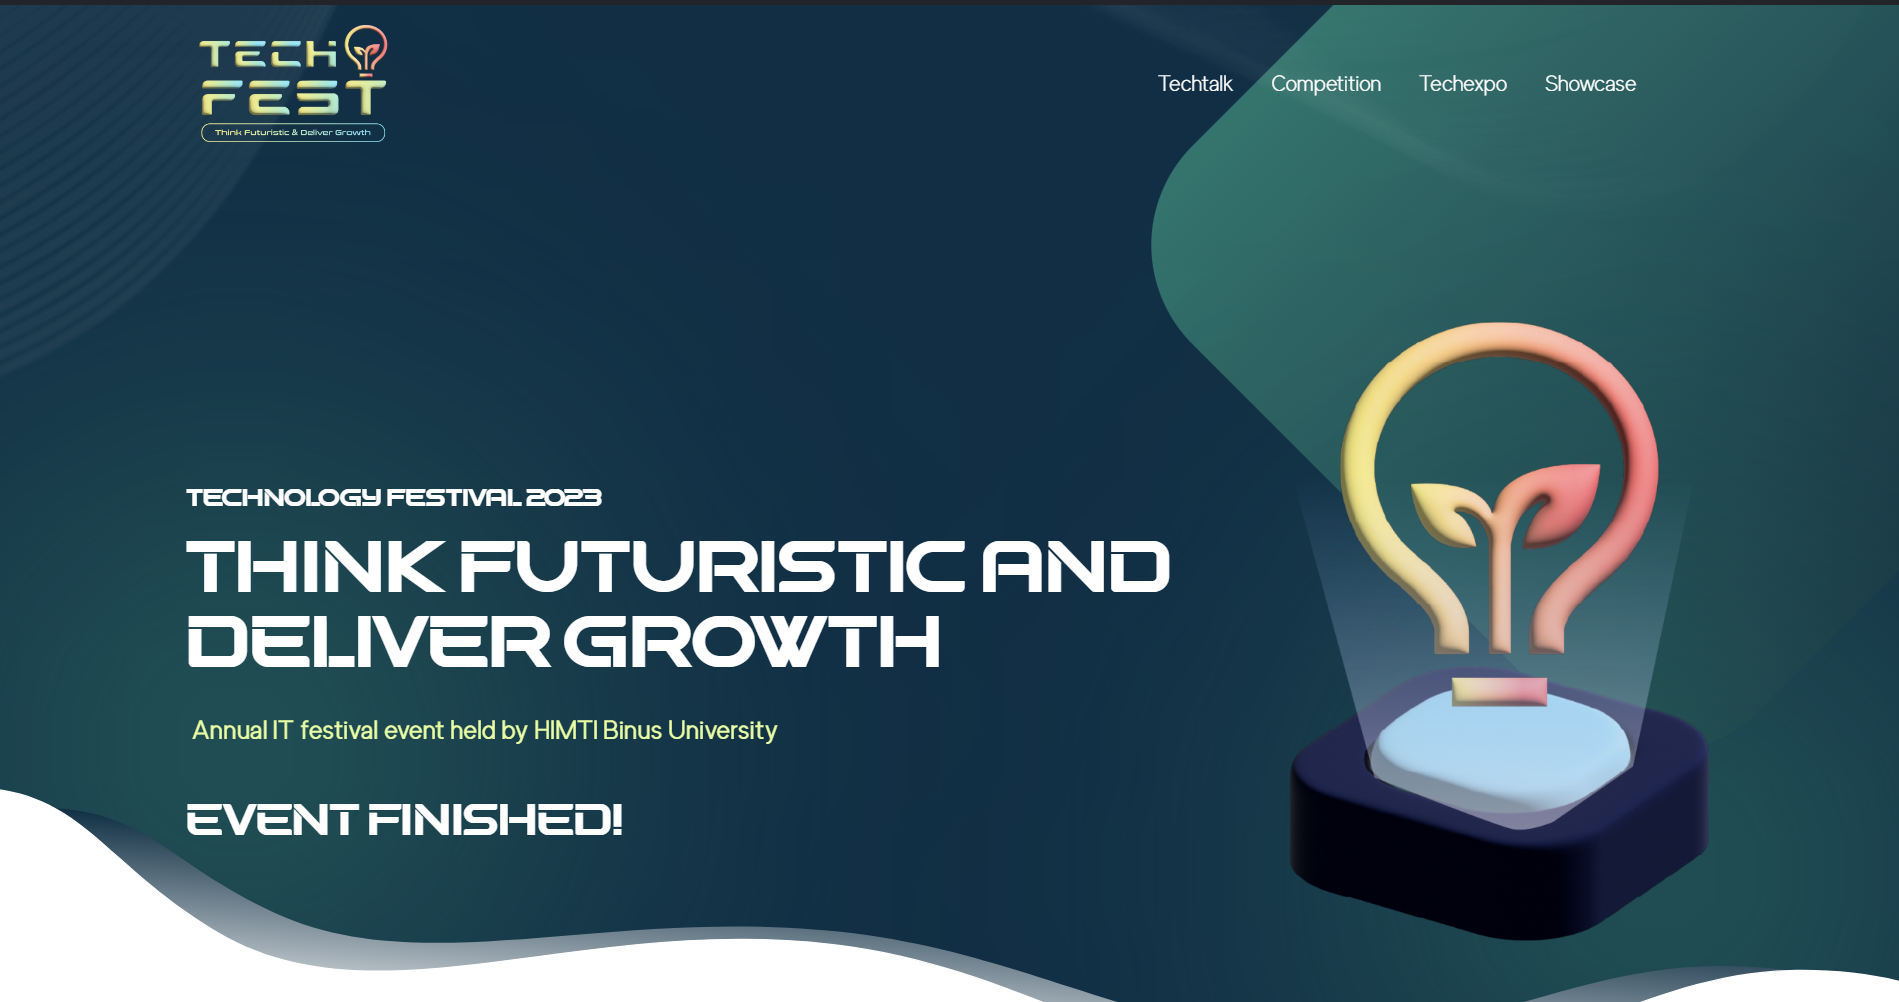 TECH
FEST
Think Futuristic & Deliver Growth
Techtalk
Competition
Techexpo
Showcase
TECHNOLOGY FESTIVAL 2023
THINK FUTURISTIC AND
DELIVER GROWTH
Annual IT festival event held by HIMTI Binus University
EVENT FINISHED!